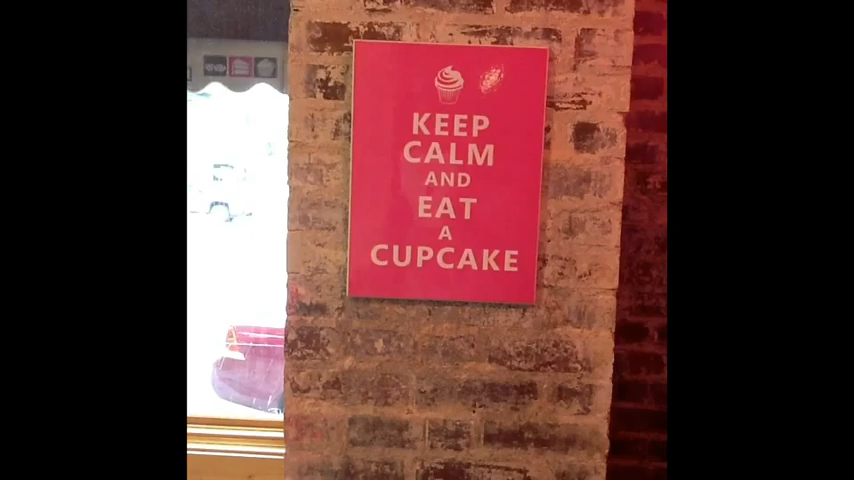 KEEP
CALM
AND
EAT
A
CUPCAKE